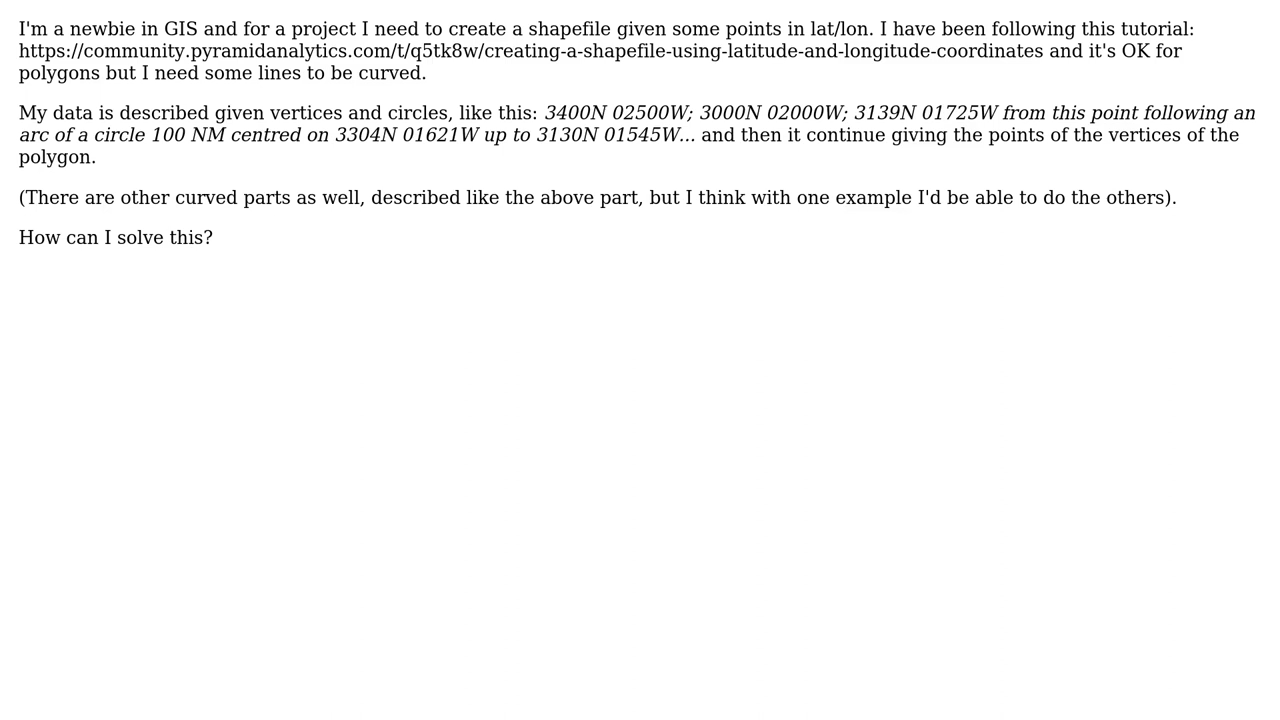 I'm a newbie in GIS and for a project I need to create a shapefile given some points in lat/lon. I have been following this tutorial:
https://community.pyramidanalytics.com/t/q5tk8w/creating-a-shapefile-using-latitude-and-longitude-coordinates and it's OK for
polygons but I need some lines to be curved.
My data is described given vertices and circles, like this: 3400N 02500W; 3000N 02000W; 3139N 01725W from this point following an
arc of a circle 100 NM centred on 3304N 01621W up to 3130N 01545W... and then it continue giving the points of the vertices of the
polygon.
(There are other curved parts as well, described like the above part, but I think with one example I'd be able to do the others).
How can I solve this?